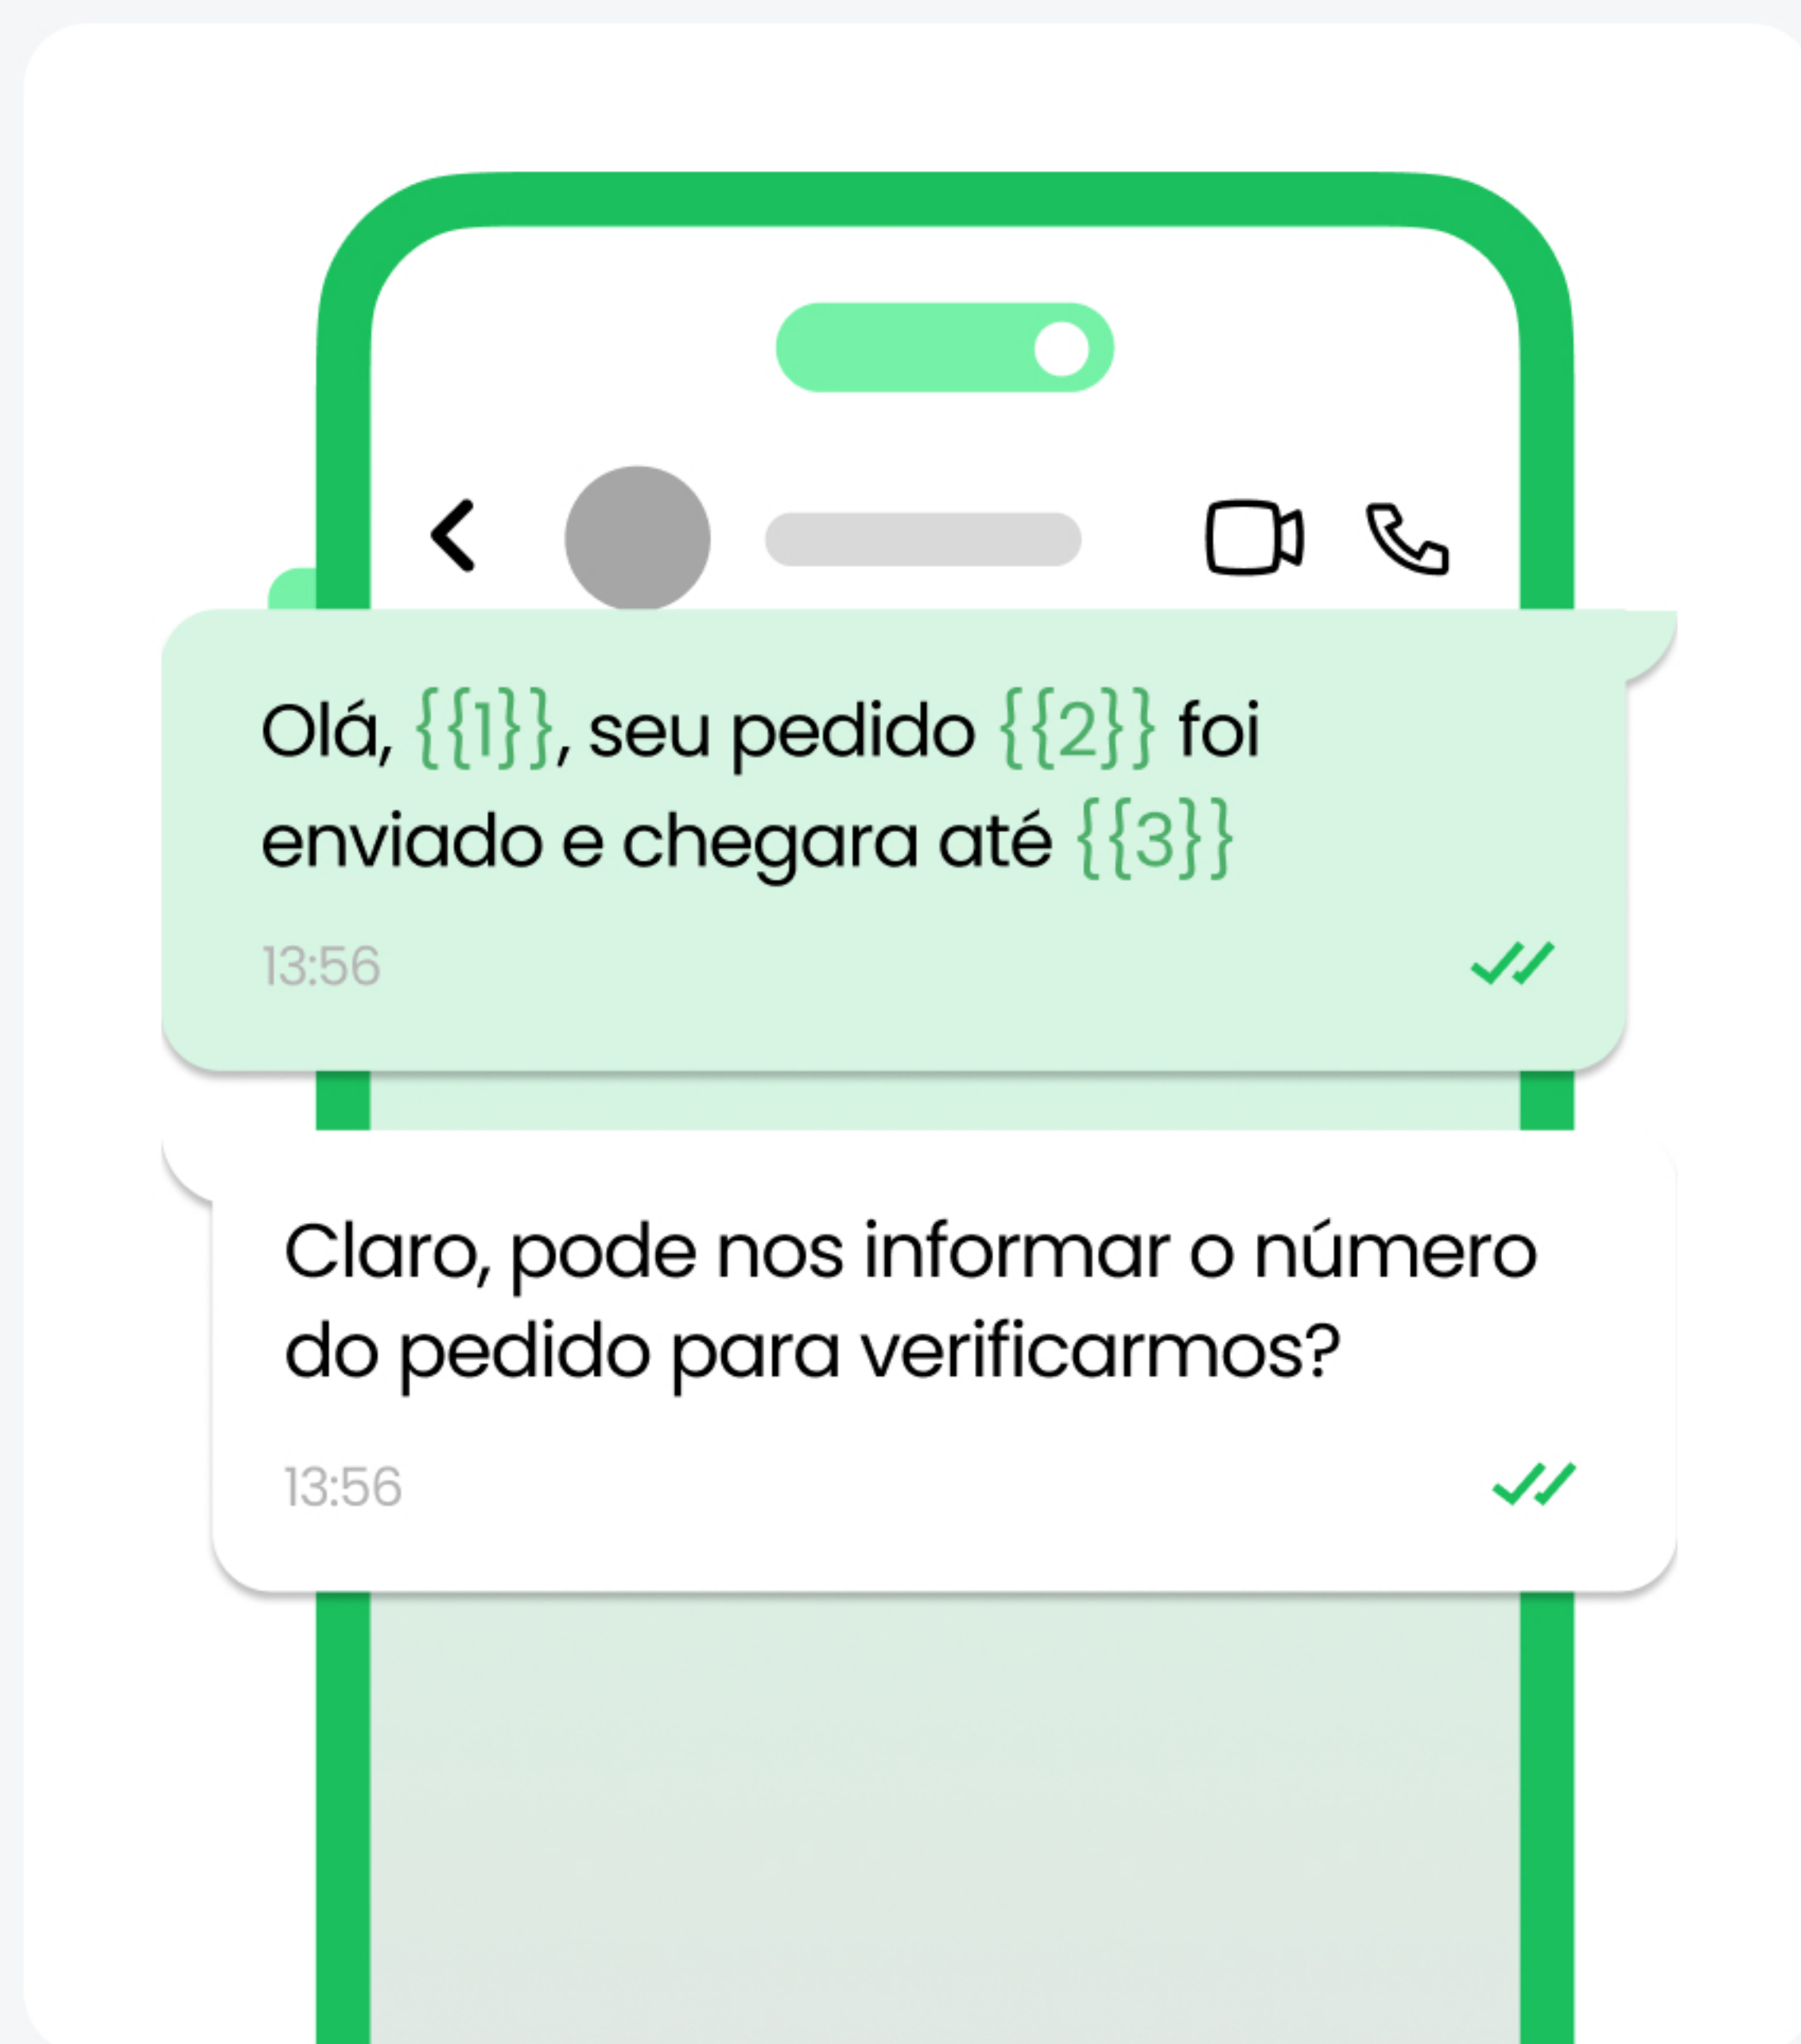 Olá, {{1}}, seu pedido {{2}} foi
enviado e chegara até {{3}}
13:56
Claro, pode nos informar o número
do pedido para verificarmos?
13:56